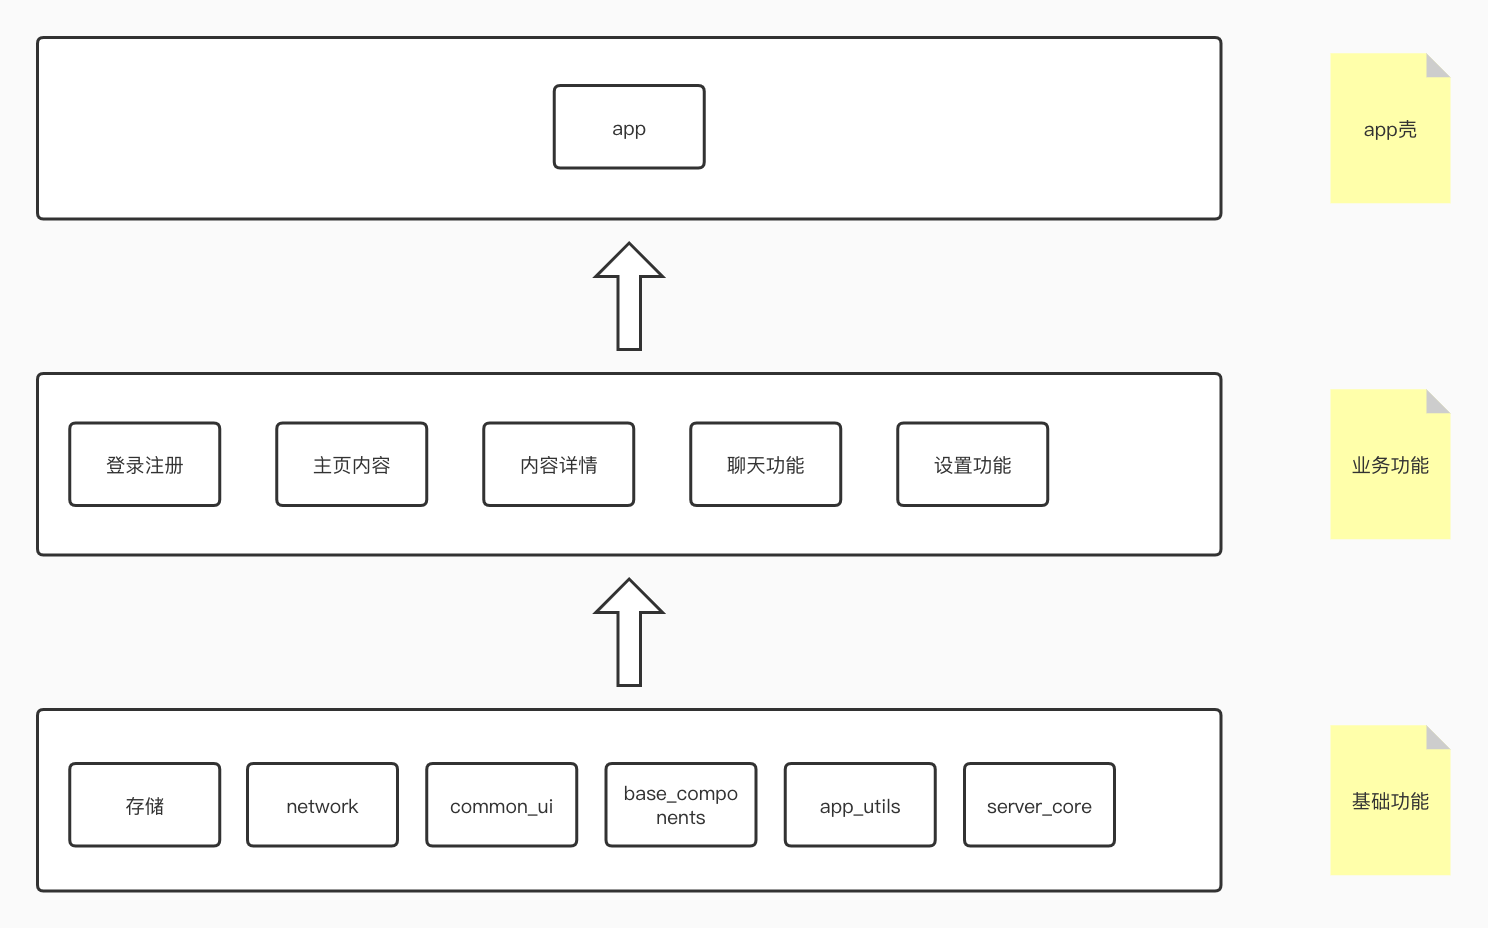 app
app壳
登录注册
主页内容
内容详情
聊天功能
设置功能
业务功能
存储
network
common_ui
base_compo
nents
app_utils
server_core
基础功能